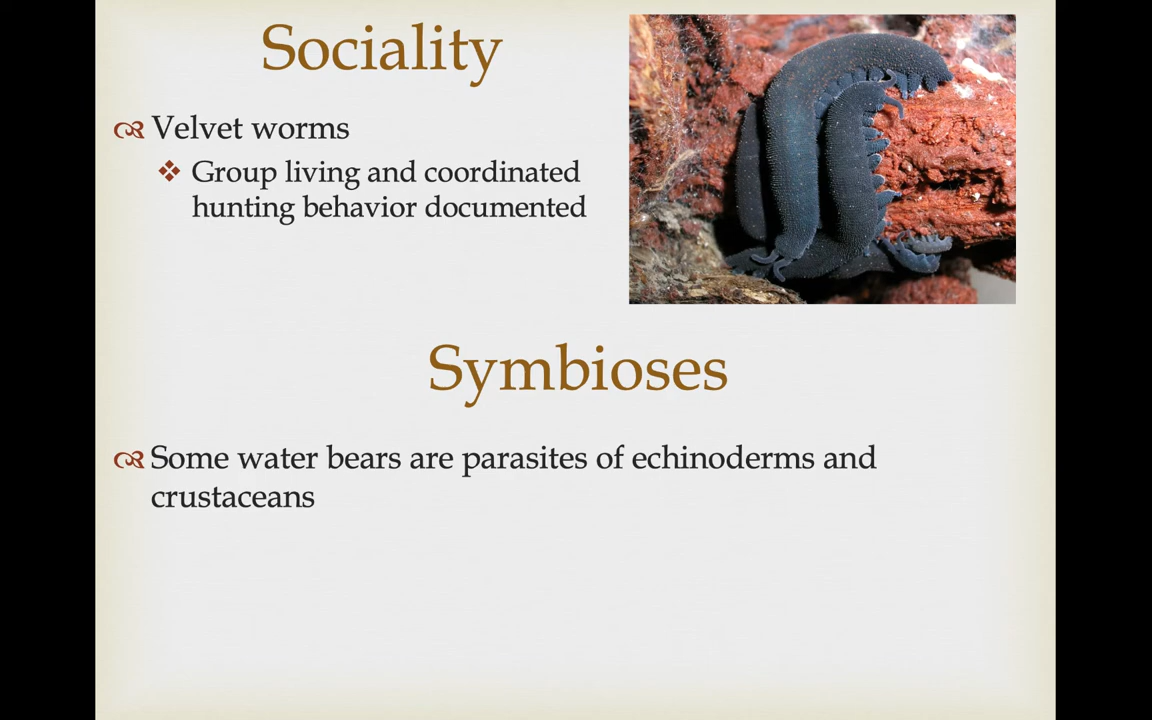 Sociality
Velvet worms
Group living and coordinated
hunting behavior documented
Symbioses
Some water bears are parasites of echinoderms and
crustaceans